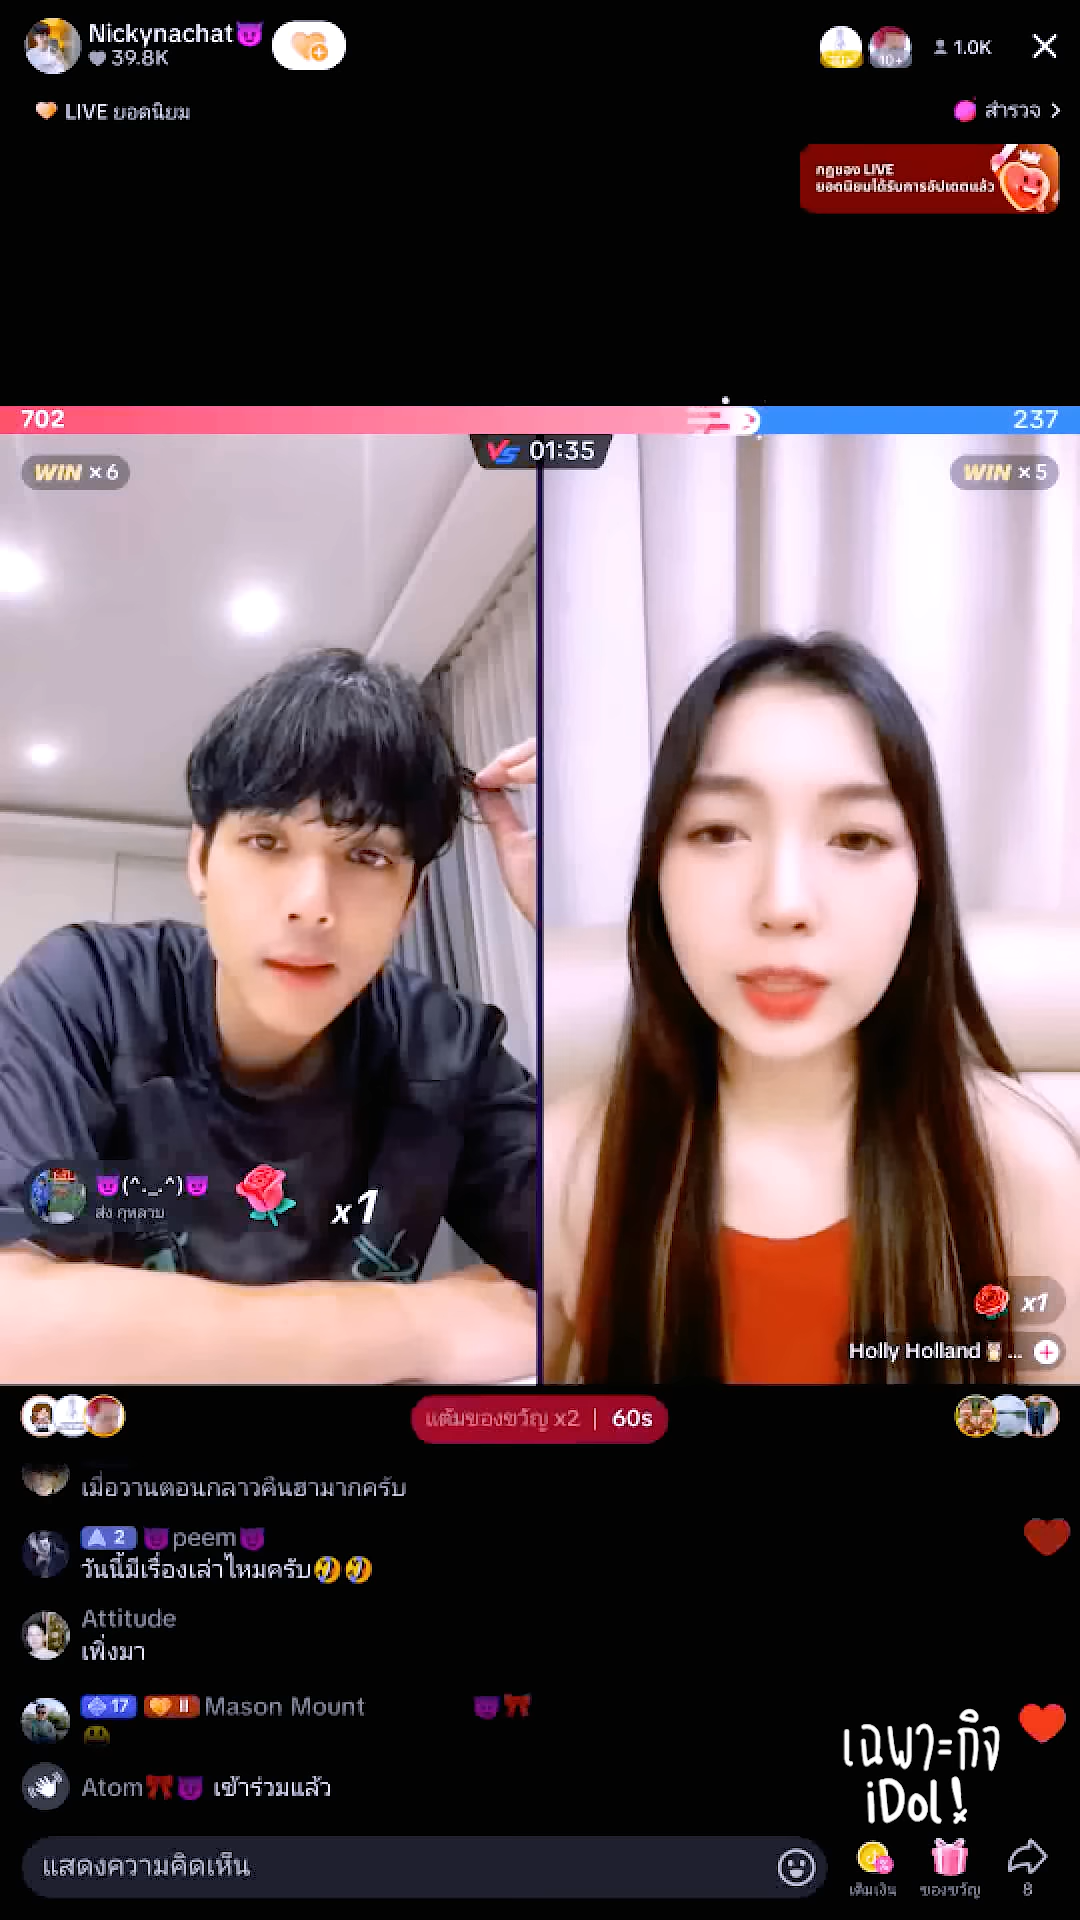 Nickynachat😈
39.8K
1.0K
30+
10+
LIVE ยอดนิยม
สำรวจ >
กฎของ LIVE
ยอดนิยมได้รับการอัปเดตแล้ว
702
237
VS 01:35
WIN × 6
WIN × 5
😈(^._.^)😈
ส่ง กุหลาบ
x1
x1
Holly Holland ...
แต้มของขวัญ x2 | 60s
เมื่อวานตอนกลาวคืนฮามากครับ
2 😈peem😈
วันนี้มีเรื่องเล่าไหมครับ🤣🤣
Attitude
เพิ่งมา
17 II Mason Mount 😈🎀
Atom🎀😈 เข้าร่วมแล้ว
เฉพาะกิจ
iDol!
แสดงความคิดเห็น
เติมเงิน
ของขวัญ
8